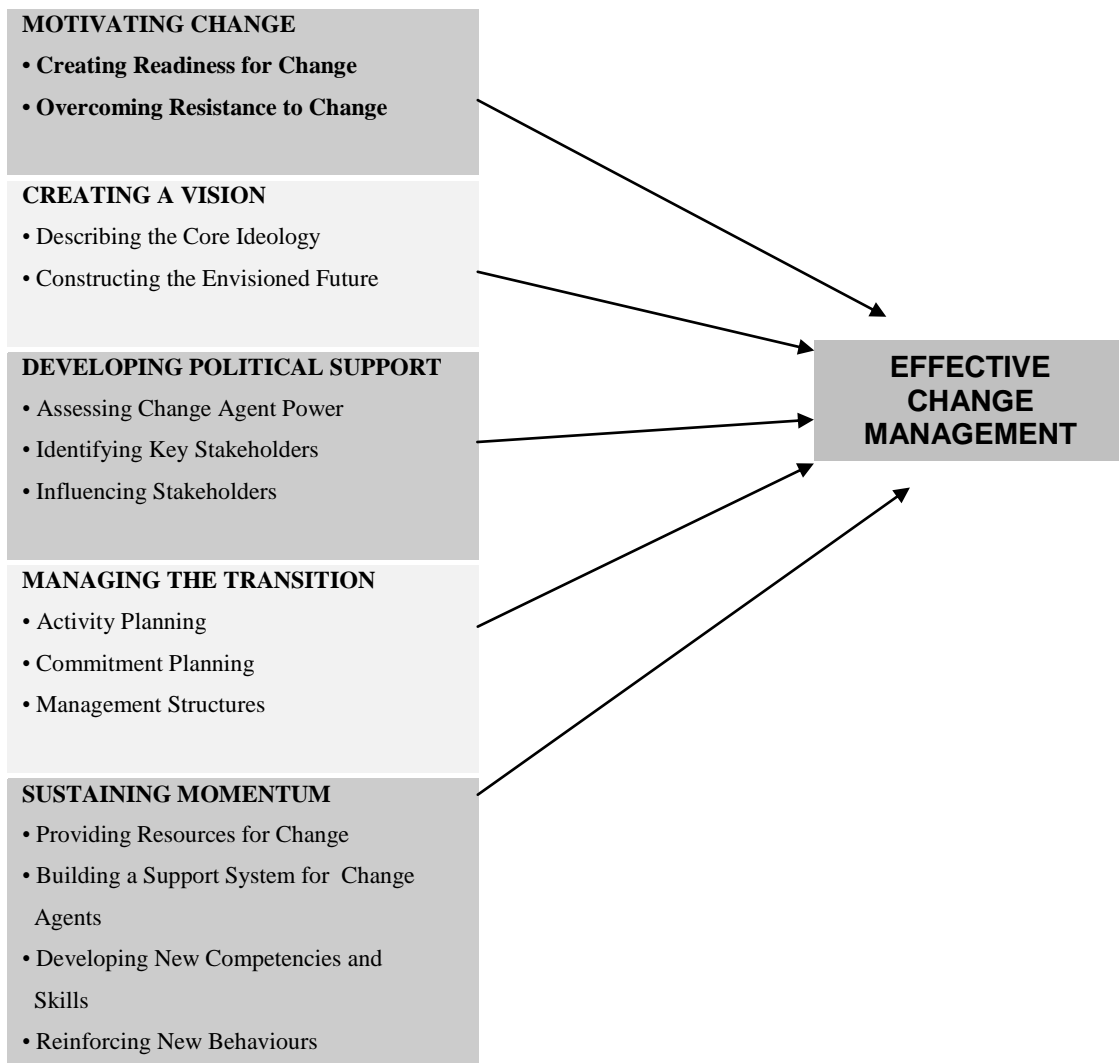 MOTIVATING CHANGE
• Creating Readiness for Change
• Overcoming Resistance to Change
CREATING A VISION
• Describing the Core Ideology
• Constructing the Envisioned Future
DEVELOPING POLITICAL SUPPORT
• Assessing Change Agent Power
• Identifying Key Stakeholders
• Influencing Stakeholders
MANAGING THE TRANSITION
• Activity Planning
• Commitment Planning
• Management Structures
SUSTAINING MOMENTUM
• Providing Resources for Change
• Building a Support System for Change
Agents
• Developing New Competencies and
Skills
• Reinforcing New Behaviours
EFFECTIVE
CHANGE
MANAGEMENT